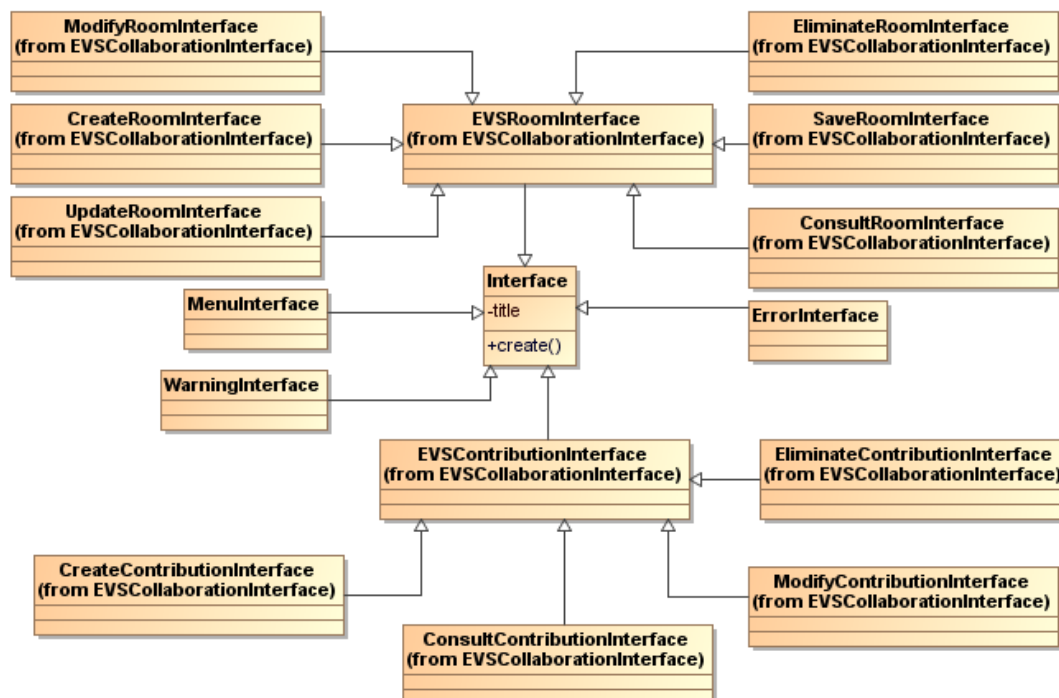 ModifyRoomInterface
(from EVSCollaborationInterface)
EliminateRoomInterface
(from EVSCollaborationInterface)
CreateRoomInterface
(from EVSCollaborationInterface)
EVSRoomInterface
(from EVSCollaborationInterface)
SaveRoomInterface
(from EVSCollaborationInterface)
UpdateRoomInterface
(from EVSCollaborationInterface)
ConsultRoomInterface
(from EVSCollaborationInterface)
Interface
-title
+create()
MenuInterface
ErrorInterface
WarningInterface
EVSContributionInterface
(from EVSCollaborationInterface)
EliminateContributionInterface
(from EVSCollaborationInterface)
CreateContributionInterface
(from EVSCollaborationInterface)
ModifyContributionInterface
(from EVSCollaborationInterface)
ConsultContributionInterface
(from EVSCollaborationInterface)